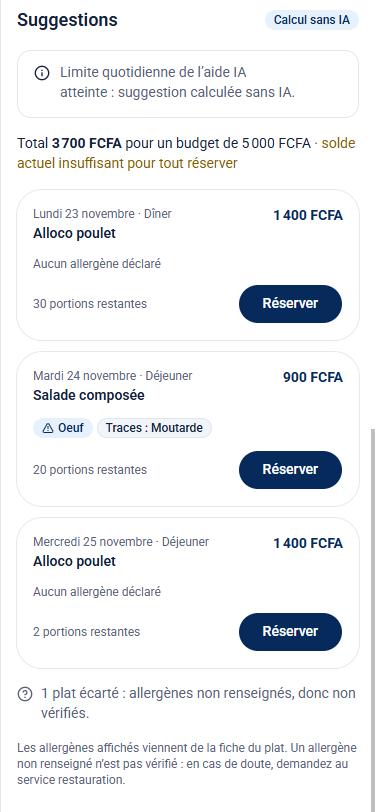 Suggestions
Calcul sans IA
Limite quotidienne de l'aide IA
atteinte : suggestion calculée sans IA.
Total 3 700 FCFA pour un budget de 5 000 FCFA · solde
actuel insuffisant pour tout réserver
Lundi 23 novembre · Dîner
1 400 FCFA
Alloco poulet
Aucun allergène déclaré
30 portions restantes
Réserver
Mardi 24 novembre · Déjeuner
900 FCFA
Salade composée
Oeuf
Traces : Moutarde
20 portions restantes
Réserver
Mercredi 25 novembre · Déjeuner
1 400 FCFA
Alloco poulet
Aucun allergène déclaré
2 portions restantes
Réserver
1 plat écarté : allergènes non renseignés, donc non
vérifiés.
Les allergènes affichés viennent de la fiche du plat. Un allergène
non renseigné n'est pas vérifié : en cas de doute, demandez au
service restauration.